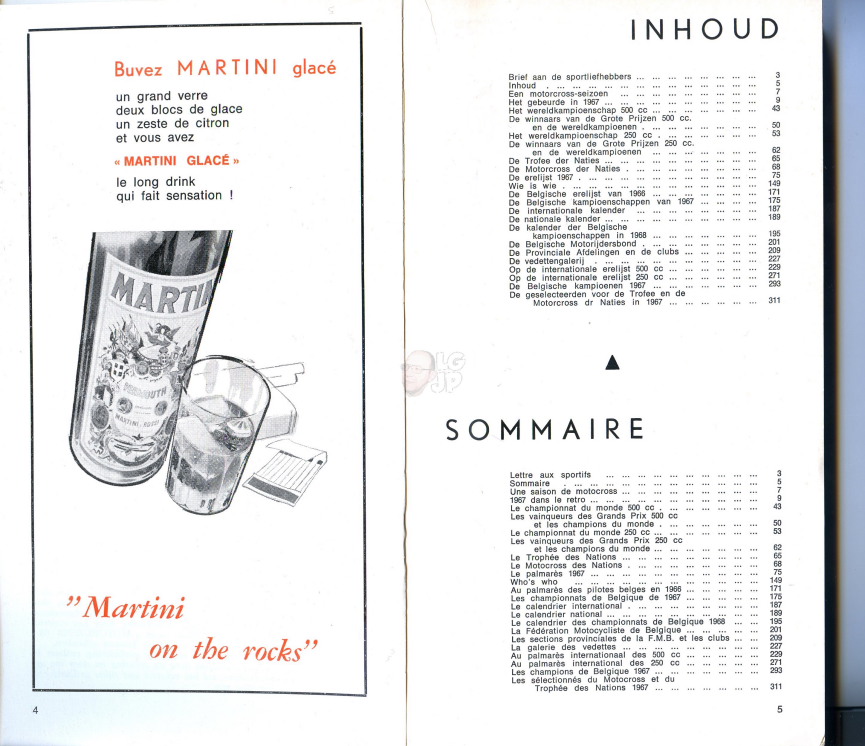 Buvez MARTINI glacé
un grand verre
deux blocs de glace
un zeste de citron
et vous avez
« MARTINI GLACÉ »
le long drink
qui fait sensation !
MARTIN
VERMOUTH
MARTINI & ROSSI
"Martini
on the rocks"
4
INHOUD
Brief aan de sportliefhebbers ... ... ... ... ... ... ... ... 3
Inhoud . ... ... ... ... ... ... ... ... ... ... ... ... 5
Een motorcross-seizoen ... ... ... ... ... ... ... ... ... 7
Het gebeurde in 1967 ... ... ... ... ... ... ... ... ... ... 9
Het wereldkampioenschap 500 cc ... ... ... ... ... ... ... 43
De winnaars van de Grote Prijzen 500 cc.
en de wereldkampioenen . ... ... ... ... ... ... ... 50
Het wereldkampioenschap 250 cc . ... ... ... ... ... ... 53
De winnaars van de Grote Prijzen 250 cc.
en de wereldkampioenen ... ... ... ... ... ... ... 62
De Trofee der Naties ... ... ... ... ... ... ... ... ... ... 65
De Motorcross der Naties . ... ... ... ... ... ... ... ... 68
De erelijst 1967 . ... ... ... ... ... ... ... ... ... ... ... 75
Wie is wie . ... ... ... ... ... ... ... ... ... ... ... ... 149
De Belgische erelijst van 1966 ... ... ... ... ... ... ... 171
De Belgische kampioenschappen van 1967 ... ... ... ... 175
De internationale kalender ... ... ... ... ... ... ... ... 187
De nationale kalender ... ... ... ... ... ... ... ... ... ... 189
De kalender der Belgische
kampioenschappen in 1968 ... ... ... ... ... ... ... 195
De Belgische Motorijdersbond . ... ... ... ... ... ... ... 201
De Provinciale Afdelingen en de clubs ... ... ... ... ... 209
De vedettengalerij . ... ... ... ... ... ... ... ... ... ... 227
Op de internationale erelijst 500 cc ... ... ... ... ... ... 229
Op de internationale erelijst 250 cc ... ... ... ... ... ... 271
De Belgische kampioenen 1967 ... ... ... ... ... ... ... 293
De geselecteerden voor de Trofee en de
Motorcross dr Naties in 1967 ... ... ... ... ... ... 311
LG
JP
SOMMAIRE
Lettre aux sportifs ... ... ... ... ... ... ... ... ... ... 3
Sommaire . ... ... ... ... ... ... ... ... ... ... ... ... 5
Une saison de motocross ... ... ... ... ... ... ... ... ... 7
1967 dans le retro ... ... ... ... ... ... ... ... ... ... ... 9
Le championnat du monde 500 cc . ... ... ... ... ... ... 43
Les vainqueurs des Grands Prix 500 cc
et les champions du monde . ... ... ... ... ... ... 50
Le championnat du monde 250 cc ... ... ... ... ... ... ... 53
Les vainqueurs des Grands Prix 250 cc
et les champions du monde ... ... ... ... ... ... ... 62
Le Trophée des Nations . ... ... ... ... ... ... ... ... ... 65
Le Motocross des Nations . ... ... ... ... ... ... ... ... 68
Le palmarès 1967 ... ... ... ... ... ... ... ... ... ... ... 75
Who's who ... ... ... ... ... ... ... ... ... ... ... ... 149
Au palmarès des pilotes belges en 1966 ... ... ... ... ... 171
Les championnats de Belgique de 1967 ... ... ... ... ... 175
Le calendrier international . ... ... ... ... ... ... ... ... 187
Le calendrier national ... ... ... ... ... ... ... ... ... ... 189
Le calendrier des championnats de Belgique 1968 ... ... 195
La Fédération Motocycliste de Belgique ... ... ... ... ... 201
Les sections provinciales de la F.M.B. et les clubs ... ... 209
La galerie des vedettes ... ... ... ... ... ... ... ... ... 227
Au palmarès internationaal des 500 cc ... ... ... ... ... 229
Au palmarès international des 250 cc ... ... ... ... ... 271
Les champions de Belgique 1967 ... ... ... ... ... ... ... 293
Les sélectionnés du Motocross et du
Trophée des Nations 1967 ... ... ... ... ... ... ... 311
5